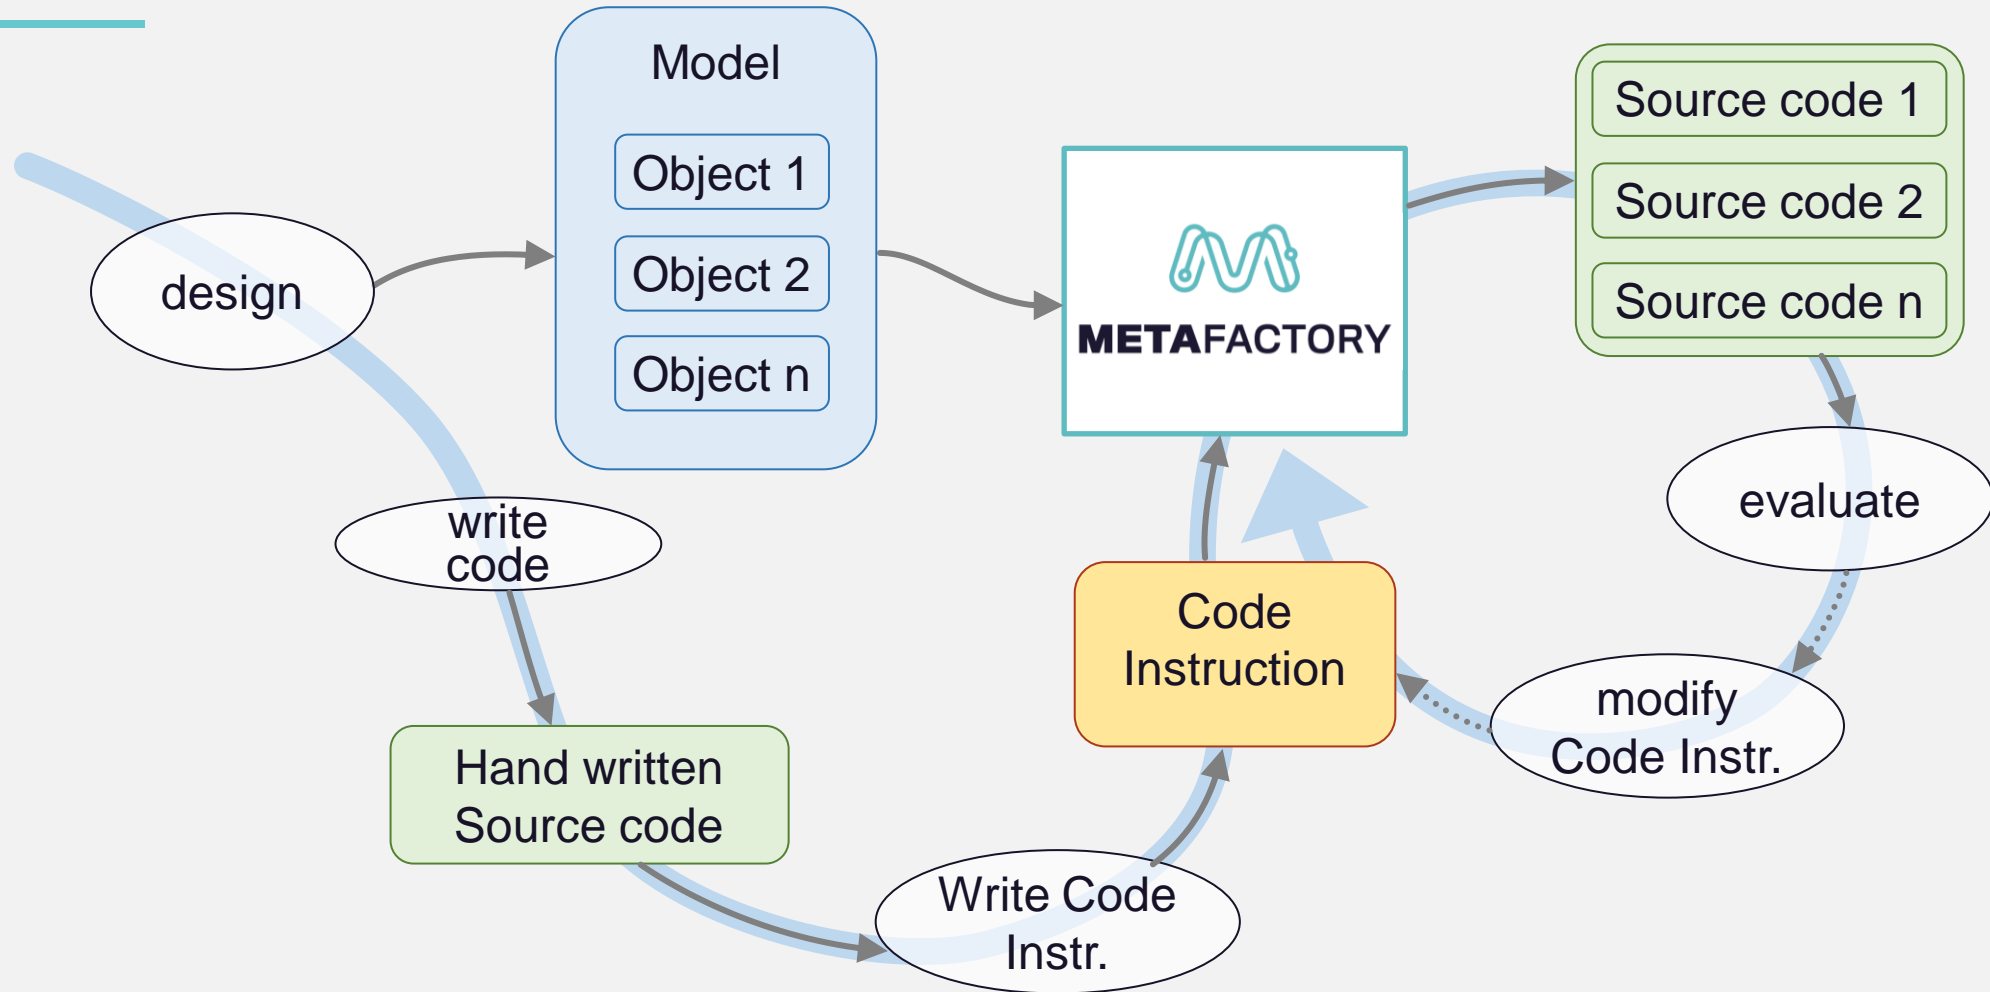 Model
Object 1
Object 2
Object n
design
METAFACTORY
Source code 1
Source code 2
Source code n
evaluate
write
code
Code
Instruction
modify
Code Instr.
Hand written
Source code
Write Code
Instr.